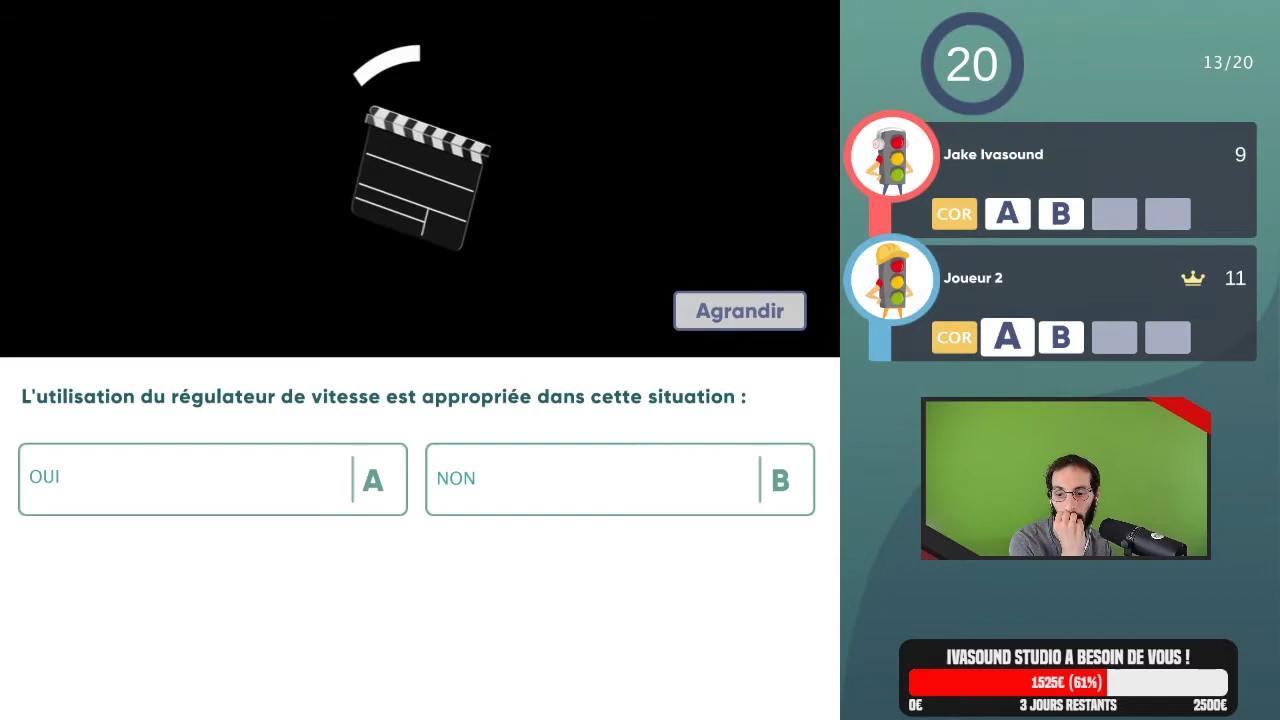 20
13/20
Jake Ivasound
9
COR
A
B
Joueur 2
11
COR
A
B
Agrandir
L'utilisation du régulateur de vitesse est appropriée dans cette situation :
OUI
A
NON
B
IVASOUND STUDIO A BESOIN DE VOUS !
1525€ (61%)
0€
3 JOURS RESTANTS
2500€